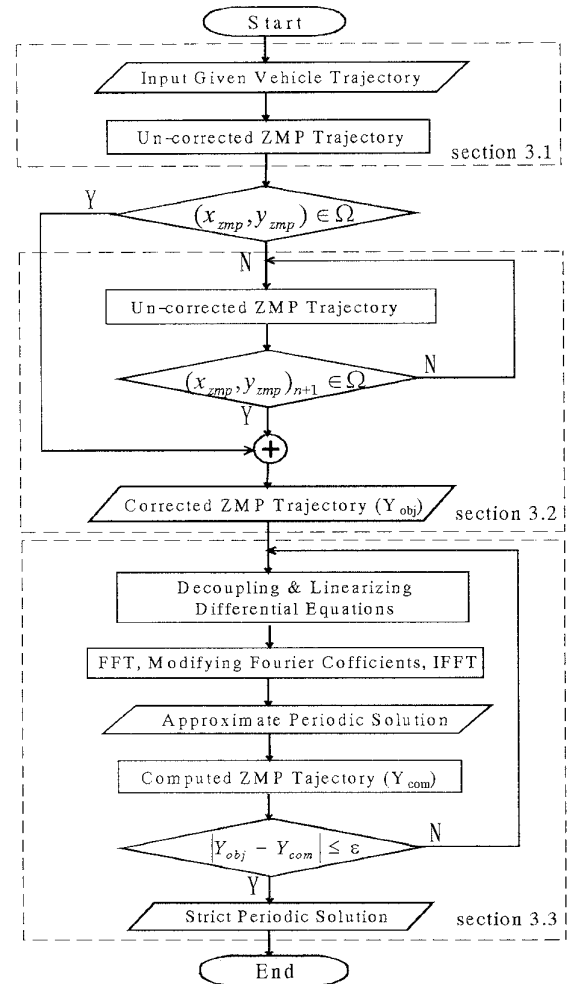 Start
Input Given Vehicle Trajectory
Un-corrected ZMP Trajectory
section 3.1
Y
(x_zmp, y_zmp) ∈ Ω
N
Un-corrected ZMP Trajectory
(x_zmp, y_zmp)_n+1 ∈ Ω
N
Y
+
Corrected ZMP Trajectory (Y_obj)
section 3.2
Decoupling & Linearizing
Differential Equations
FFT, Modifying Fourier Cofficients, IFFT
Approximate Periodic Solution
Computed ZMP Tajectory (Y_com)
|Y_obj − Y_com| ≤ ε
N
Y
Strict Periodic Solution
section 3.3
End